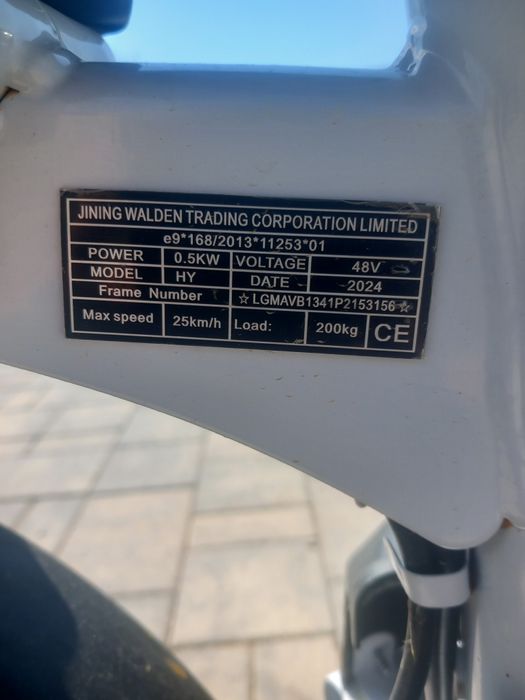 JINING WALDEN TRADING CORPORATION LIMITED
e9*168/2013*11253*01
POWER 0.5KW VOLTAGE 48V
MODEL HY DATE 2024
Frame Number ☆LGMAVB1341P2153156☆
Max speed 25km/h Load: 200kg CE